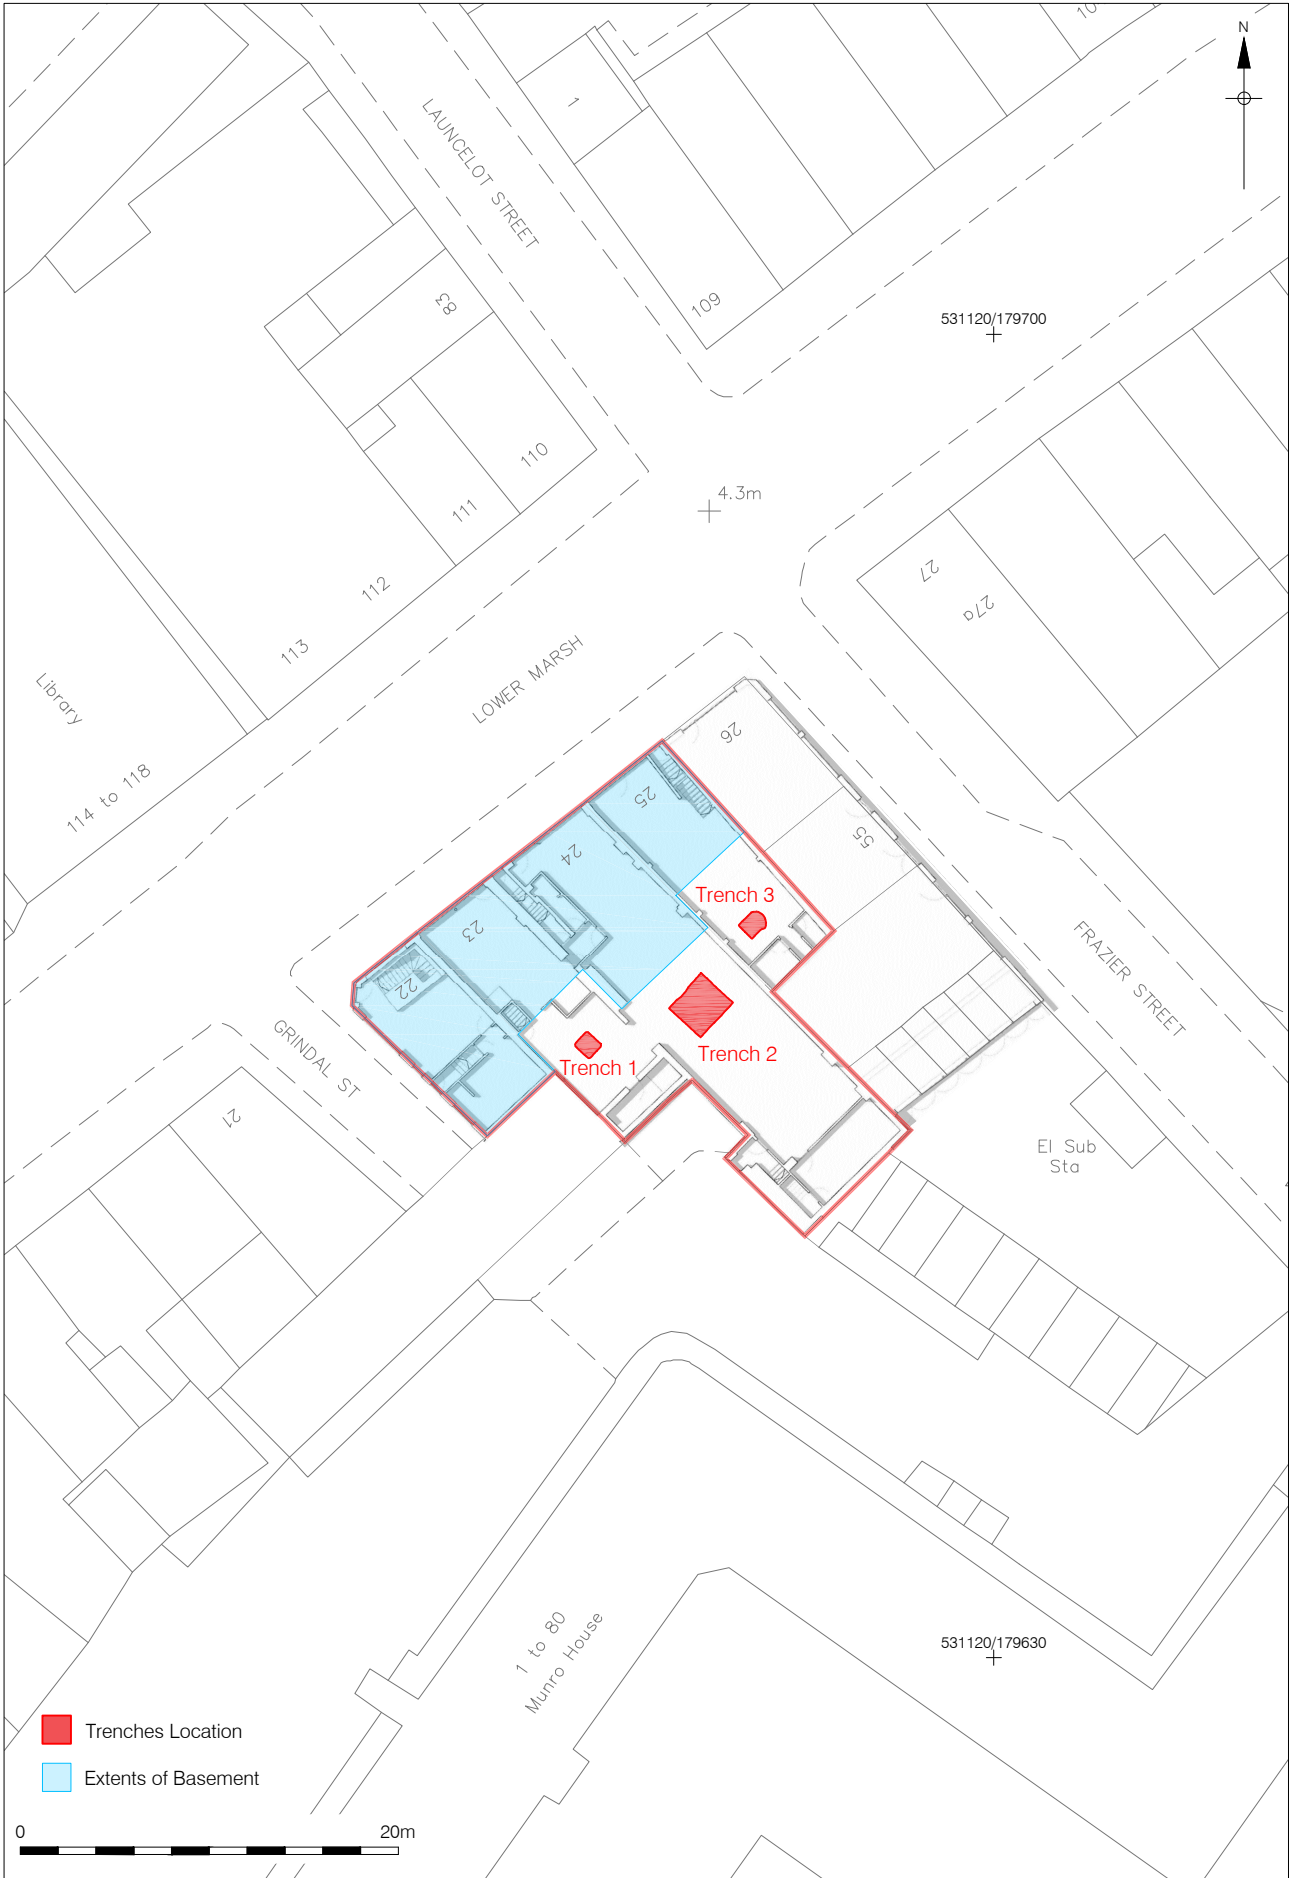 10
N
1
LAUNCELOT STREET
83
109
531120/179700
110
4.3m
111
27
112
27a
113
LOWER MARSH
Library
26
114 to 118
25
55
24
Trench 3
23
FRAZIER STREET
22
GRINDAL ST
Trench 2
Trench 1
21
El Sub
Sta
1 to 80
Munro House
531120/179630
Trenches Location
Extents of Basement
0
20m